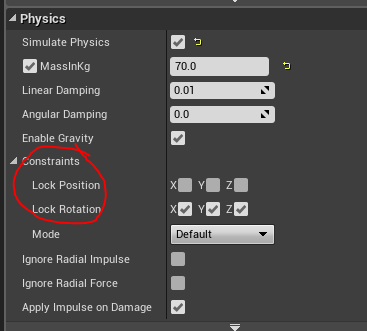 Physics
Simulate Physics
MassInKg 70.0
Linear Damping 0.01
Angular Damping 0.0
Enable Gravity
Constraints
Lock Position X Y Z
Lock Rotation X Y Z
Mode Default
Ignore Radial Impulse
Ignore Radial Force
Apply Impulse on Damage